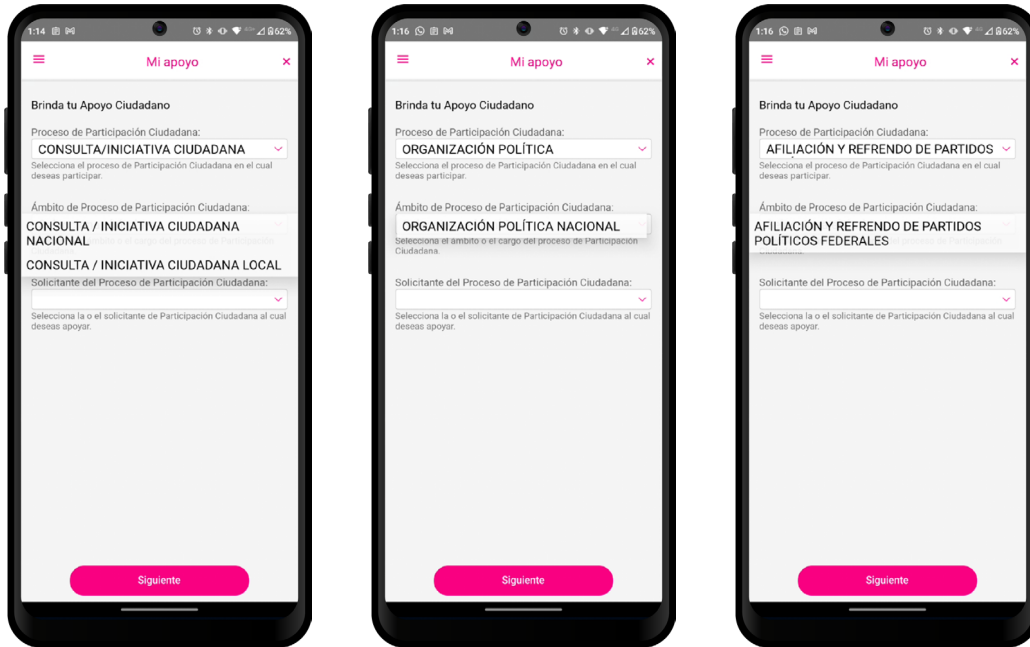 1:14
62%
Mi apoyo
×
Brinda tu Apoyo Ciudadano
Proceso de Participación Ciudadana:
CONSULTA/INICIATIVA CIUDADANA
Selecciona el proceso de Participación Ciudadana en el cual
deseas participar.
Ámbito de Proceso de Participación Ciudadana:
CONSULTA / INICIATIVA CIUDADANA
NACIONAL
CONSULTA / INICIATIVA CIUDADANA LOCAL
Solicitante del Proceso de Participación Ciudadana:
Selecciona la o el solicitante de Participación Ciudadana al cual
deseas apoyar.
Siguiente
1:16
4G
62%
Mi apoyo
×
Brinda tu Apoyo Ciudadano
Proceso de Participación Ciudadana:
ORGANIZACIÓN POLÍTICA
Selecciona el proceso de Participación Ciudadana en el cual
deseas participar.
Ámbito de Proceso de Participación Ciudadana:
ORGANIZACIÓN POLÍTICA NACIONAL
Selecciona el ámbito o el cargo del proceso de Participación
Ciudadana.
Solicitante del Proceso de Participación Ciudadana:
Selecciona la o el solicitante de Participación Ciudadana al cual
deseas apoyar.
Siguiente
1:16
62%
Mi apoyo
×
Brinda tu Apoyo Ciudadano
Proceso de Participación Ciudadana:
AFILIACIÓN Y REFRENDO DE PARTIDOS
Selecciona el proceso de Participación Ciudadana en el cual
deseas participar.
Ámbito de Proceso de Participación Ciudadana:
AFILIACIÓN Y REFRENDO DE PARTIDOS
POLÍTICOS FEDERALES
Solicitante del Proceso de Participación Ciudadana:
Selecciona la o el solicitante de Participación Ciudadana al cual
deseas apoyar.
Siguiente